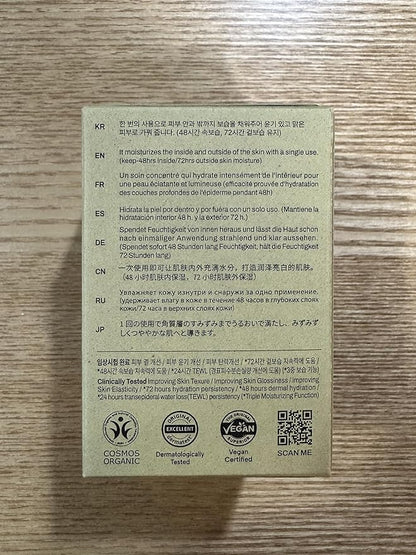 KR 한 번의 사용으로 피부 안과 밖까지 보습을 채워주어 윤기 있고 맑은
피부로 가꿔 줍니다. (48시간 속보습, 72시간 겉보습 유지)
EN It moisturizes the inside and outside of the skin with a single use.
(keep-48hrs inside/72hrs outside skin moisture)
FR Un soin concentré qui hydrate intensément de l'intérieur pour
une peau éclatante et lumineuse (efficacité prouvée d'hydratation
des couches profondes de l'épiderme pendant 48h)
ES Hidrata la piel por dentro y por fuera con un solo uso. (Mantiene la
hidratación interior 48 h. y la exterior 72 h.)
DE Spendet Feuchtigkeit von innen heraus und lässt die Haut schon
nach einmaliger Anwendung strahlend und klar aussehen.
(Spendet sofort 48 Stunden lang Feuchtigkeit; hält die Feuchtigkeit
72 Stunden lang)
CN 一次使用即可让肌肤内外充满水分，打造润泽亮白的肌肤。
(48 小时肌肤内保湿、72 小时肌肤外保湿)
RU Увлажняет кожу изнутри и снаружи за одно применение.
(удерживает влагу в коже в течение 48 часов в глубоких слоях
кожи/72 часа в верхних слоях кожи)
JP 1回の使用で角質層のすみずみまでうるおいで満たし、みずみず
しくつややかな肌へと導きます。
임상시험 완료 피부 결 개선 / 피부 윤기 개선 / 피부 탄력개선 / *72시간 겉보습 지속력에 도움 /
*48시간 속보습 지속력에 도움 / *24시간 TEWL (경표피수분손실량 개선에 도움) / (*3중 보습 기능)
Clinically Tested Improving Skin Texure / Improving Skin Glossiness / Improving
Skin Elasticity / *72 hours hydration persistency / *48 hours dermal hydration /
*24 hours transepideral water loss(TEWL) persistency (*Triple Moisturizing Function)
COSMOS
ORGANIC
ORIGINAL
EXCELLENT
dermatest
Dermatologically
Tested
THE ORIGINAL
VEGAN
SUPERIOR
Vegan
Certified
SCAN ME